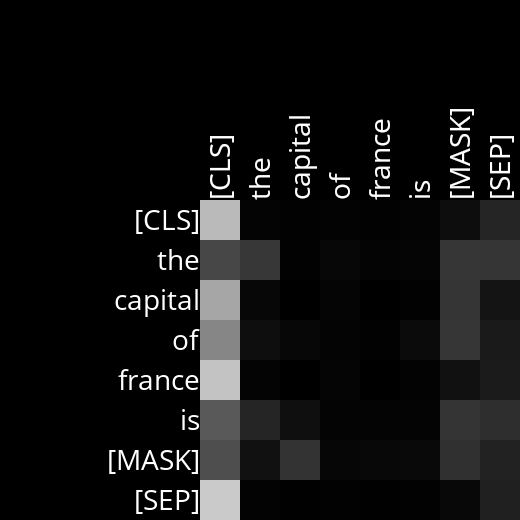 [CLS]
the
capital
of
france
is
[MASK]
[SEP]
[CLS]
the
capital
of
france
is
[MASK]
[SEP]